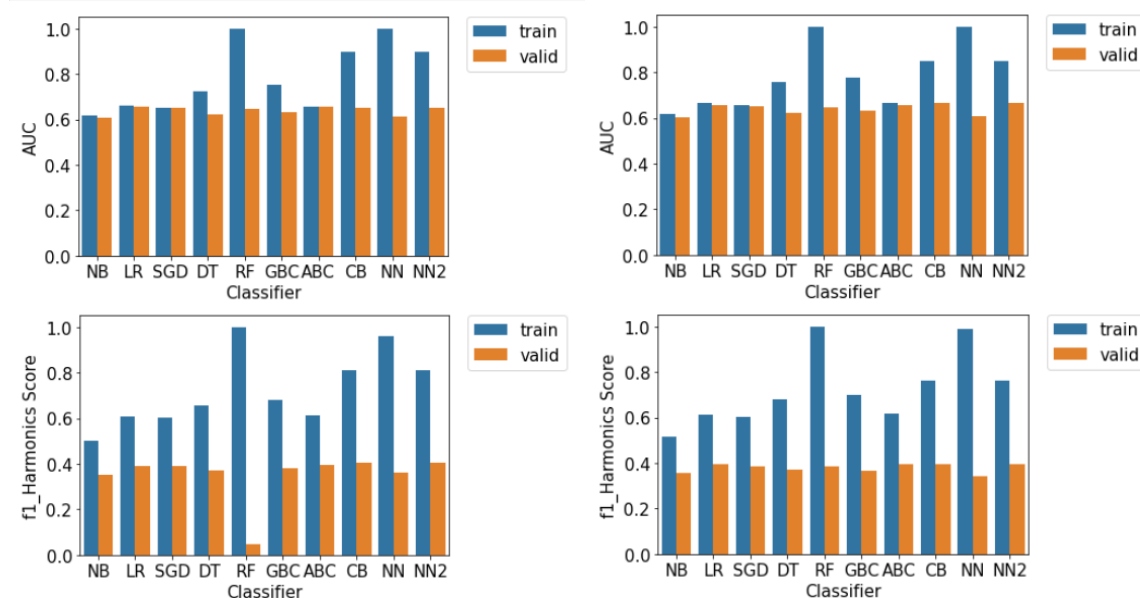 1.0
0.8
0.6
0.4
0.2
0.0
AUC
NB LR SGD DT RF GBC ABC CB NN NN2
Classifier
train
valid
1.0
0.8
0.6
0.4
0.2
0.0
AUC
NB LR SGD DT RF GBC ABC CB NN NN2
Classifier
train
valid
1.0
0.8
0.6
0.4
0.2
0.0
f1_Harmonics Score
NB LR SGD DT RF GBC ABC CB NN NN2
Classifier
train
valid
1.0
0.8
0.6
0.4
0.2
0.0
f1_Harmonics Score
NB LR SGD DT RF GBC ABC CB NN NN2
Classifier
train
valid